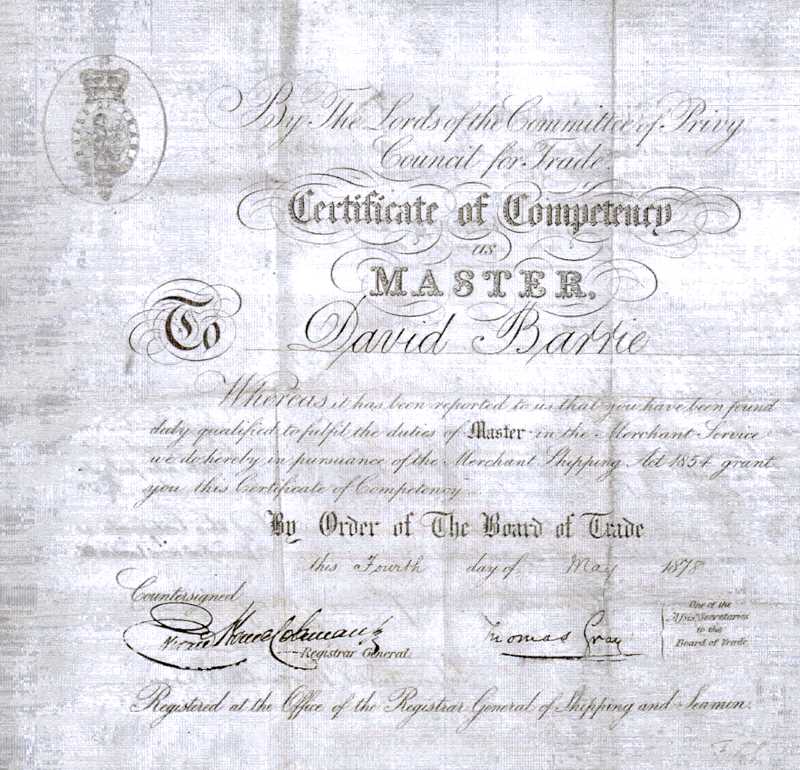 By The Lords of the Committee of Privy
Council for Trade
Certificate of Competency
as
MASTER.
To David Barrie
Whereas it has been reported to us that you have been found
duly qualified to fulfil the duties of Master in the Merchant Service
we do hereby in pursuance of the Merchant Shipping Act 1854 grant
you this Certificate of Competency.
By Order of The Board of Trade
this Fourth day of May 1878
Countersigned
Registrar General.
Thomas Gray
One of the
Assist Secretaries
to the
Board of Trade
Registered at the Office of the Registrar General of Shipping and Seamen.